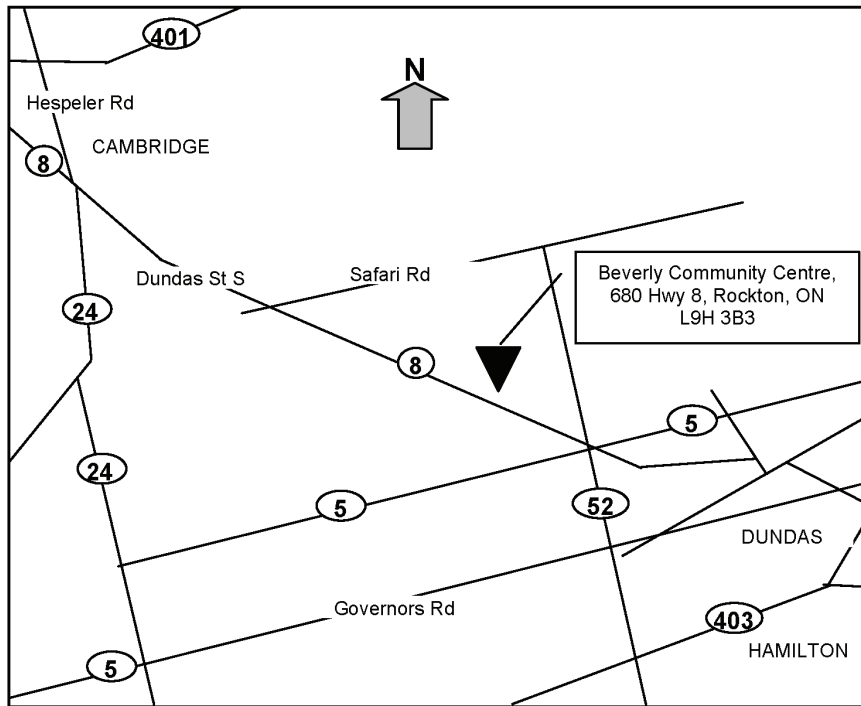 401
N
Hespeler Rd
CAMBRIDGE
8
Dundas St S
Safari Rd
Beverly Community Centre,
680 Hwy 8, Rockton, ON
L9H 3B3
24
8
5
24
5
52
DUNDAS
Governors Rd
403
HAMILTON
5